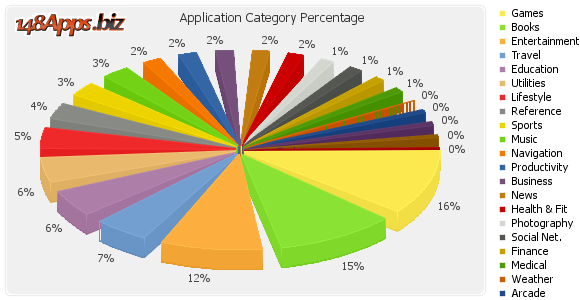 148Apps.biz
Application Category Percentage
2%
2%
2%
2%
2%
1%
1%
1%
1%
0%
0%
0%
0%
0%
3%
3%
4%
5%
6%
6%
7%
12%
15%
16%
Games
Books
Entertainment
Travel
Education
Utilities
Lifestyle
Reference
Sports
Music
Navigation
Productivity
Business
News
Health & Fit
Photography
Social Net.
Finance
Medical
Weather
Arcade